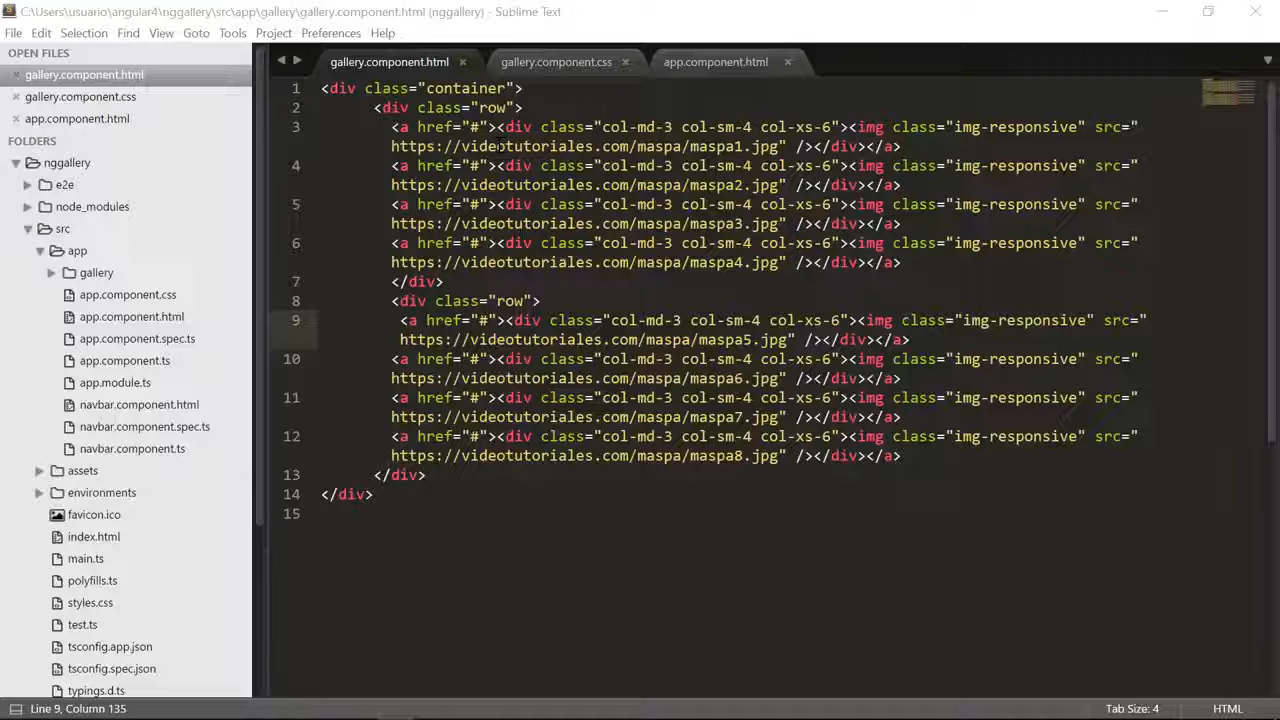 C:\Users\usuario\angular4\nggallery\src\app\gallery\gallery.component.html (nggallery) - Sublime Text
File Edit Selection Find View Goto Tools Project Preferences Help
OPEN FILES
× gallery.component.html
× gallery.component.css
× app.component.html
FOLDERS
nggallery
e2e
node_modules
src
app
gallery
app.component.css
app.component.html
app.component.spec.ts
app.component.ts
app.module.ts
navbar.component.html
navbar.component.spec.ts
navbar.component.ts
assets
environments
favicon.ico
index.html
main.ts
polyfills.ts
styles.css
test.ts
tsconfig.app.json
tsconfig.spec.json
typings.d.ts
gallery.component.html × gallery.component.css × app.component.html ×
1 <div class="container">
2 <div class="row">
3 <a href="#"><div class="col-md-3 col-sm-4 col-xs-6"><img class="img-responsive" src="
https://videotutoriales.com/maspa/maspa1.jpg" /></div></a>
4 <a href="#"><div class="col-md-3 col-sm-4 col-xs-6"><img class="img-responsive" src="
https://videotutoriales.com/maspa/maspa2.jpg" /></div></a>
5 <a href="#"><div class="col-md-3 col-sm-4 col-xs-6"><img class="img-responsive" src="
https://videotutoriales.com/maspa/maspa3.jpg" /></div></a>
6 <a href="#"><div class="col-md-3 col-sm-4 col-xs-6"><img class="img-responsive" src="
https://videotutoriales.com/maspa/maspa4.jpg" /></div></a>
7 </div>
8 <div class="row">
9 <a href="#"><div class="col-md-3 col-sm-4 col-xs-6"><img class="img-responsive" src="
https://videotutoriales.com/maspa/maspa5.jpg" /></div></a>
10 <a href="#"><div class="col-md-3 col-sm-4 col-xs-6"><img class="img-responsive" src="
https://videotutoriales.com/maspa/maspa6.jpg" /></div></a>
11 <a href="#"><div class="col-md-3 col-sm-4 col-xs-6"><img class="img-responsive" src="
https://videotutoriales.com/maspa/maspa7.jpg" /></div></a>
12 <a href="#"><div class="col-md-3 col-sm-4 col-xs-6"><img class="img-responsive" src="
https://videotutoriales.com/maspa/maspa8.jpg" /></div></a>
13 </div>
14 </div>
15
Line 9, Column 135 Tab Size: 4 HTML